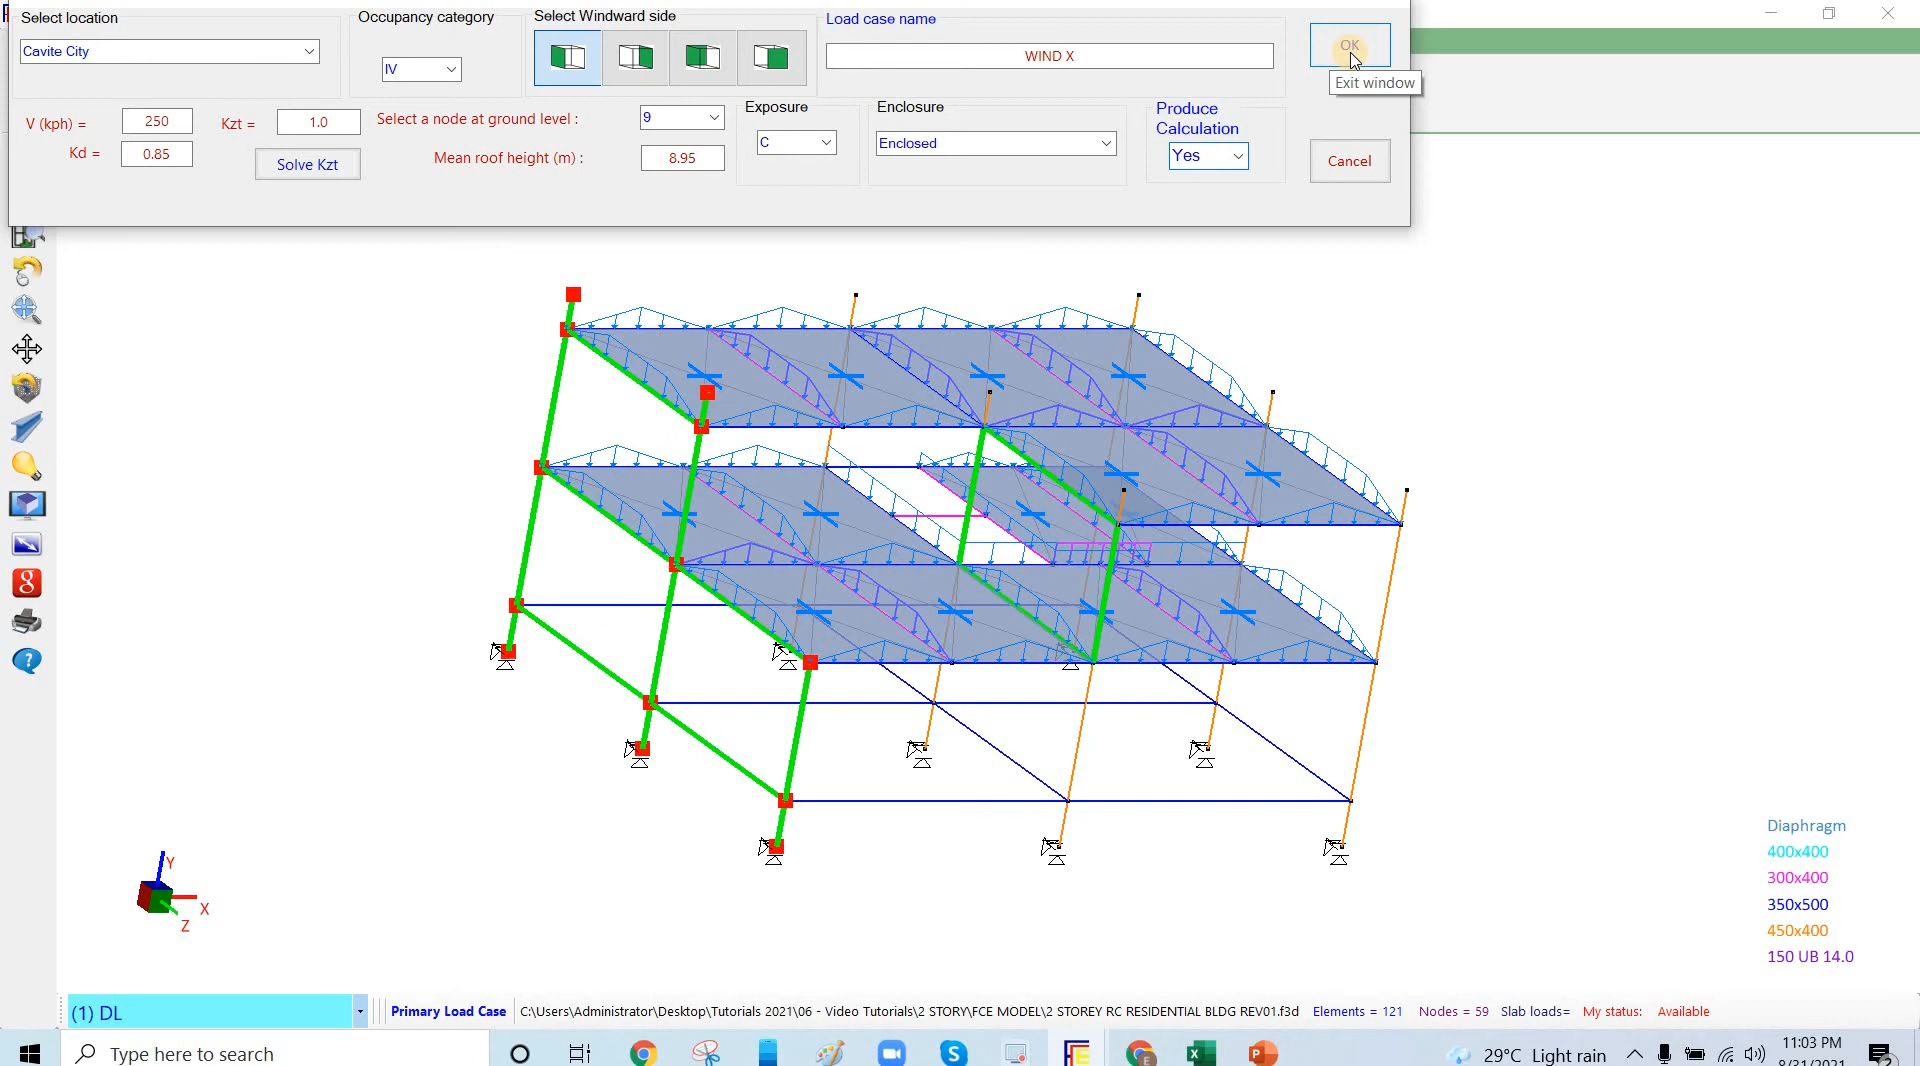 Select location
Occupancy category
Select Windward side
Load case name
Cavite City
IV
WIND X
OK
Exit window
V (kph) =
250
Kzt =
1.0
Select a node at ground level :
9
Exposure
Enclosure
Produce
Calculation
Kd =
0.85
Solve Kzt
Mean roof height (m) :
8.95
C
Enclosed
Yes
Cancel
Y
X
Z
Diaphragm
400x400
300x400
350x500
450x400
150 UB 14.0
(1) DL
Primary Load Case
C:\Users\Administrator\Desktop\Tutorials 2021\06 - Video Tutorials\2 STORY\FCE MODEL\2 STOREY RC RESIDENTIAL BLDG REV01.f3d
Elements = 121
Nodes = 59
Slab loads=
My status:
Available
Type here to search
29°C Light rain
11:03 PM
8/31/2021